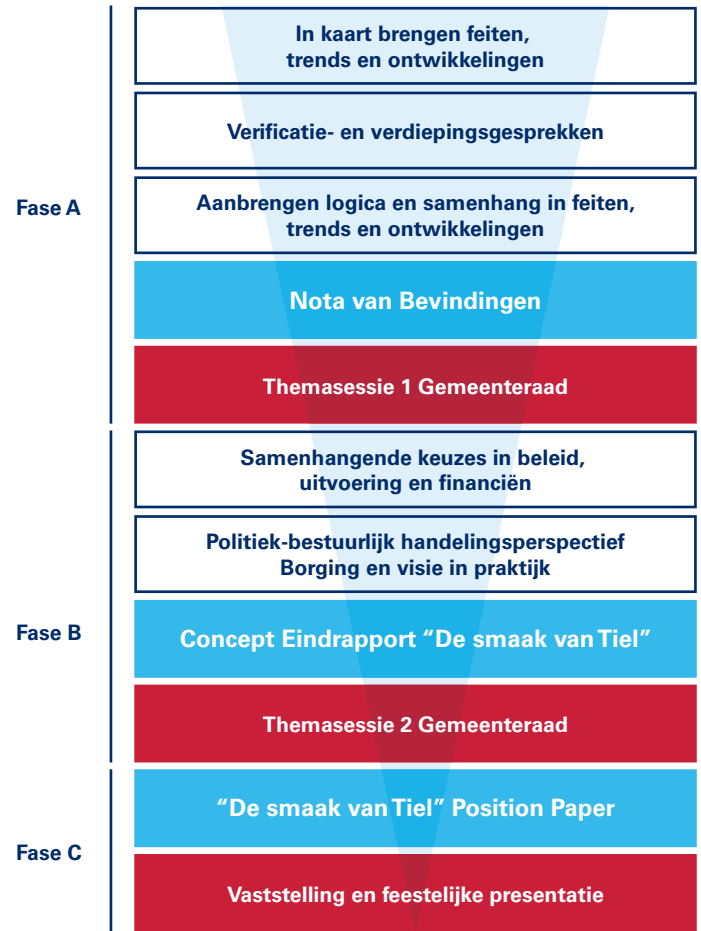 Fase A
In kaart brengen feiten,
trends en ontwikkelingen
Verificatie- en verdiepingsgesprekken
Aanbrengen logica en samenhang in feiten,
trends en ontwikkelingen
Nota van Bevindingen
Themasessie 1 Gemeenteraad
Fase B
Samenhangende keuzes in beleid,
uitvoering en financiën
Politiek-bestuurlijk handelingsperspectief
Borging en visie in praktijk
Concept Eindrapport “De smaak van Tiel”
Themasessie 2 Gemeenteraad
Fase C
“De smaak van Tiel” Position Paper
Vaststelling en feestelijke presentatie